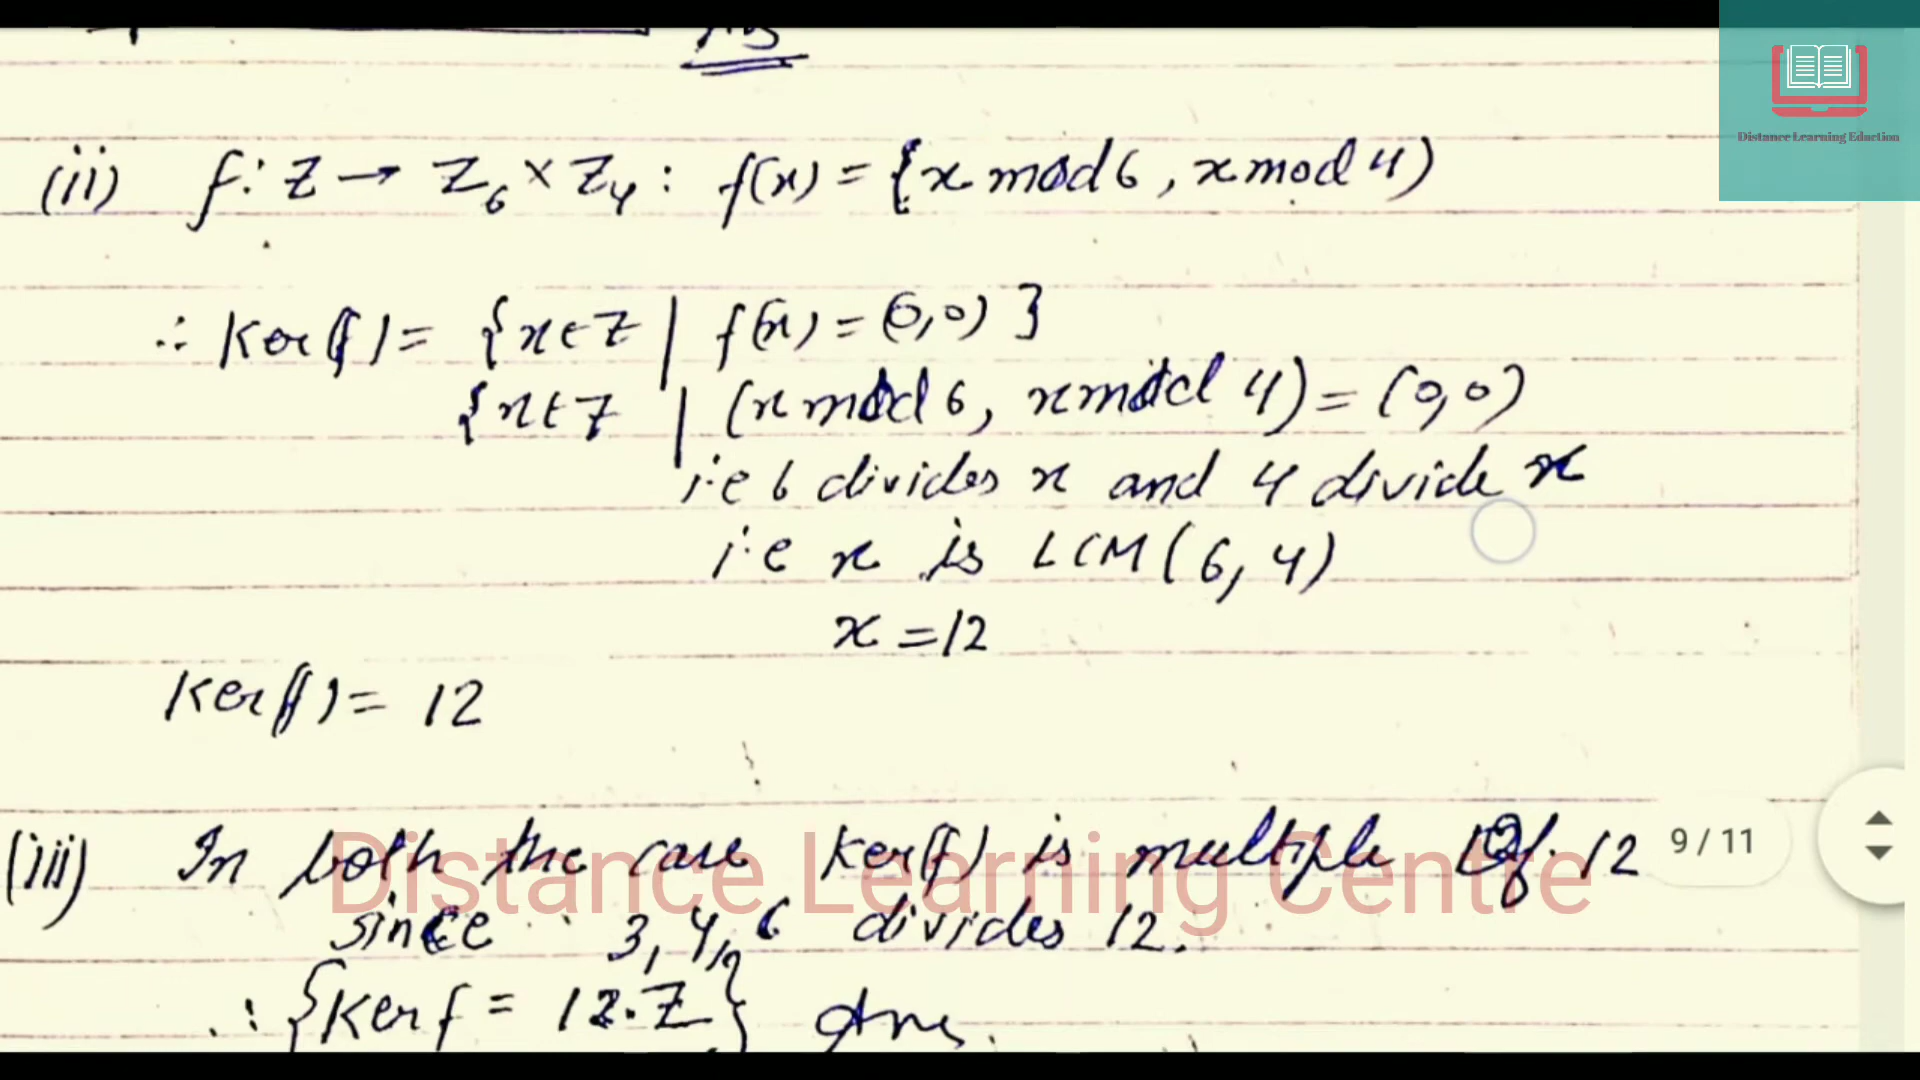 Ans
Distance Learning Eduction
(ii) f: Z → Z₆ × Z₄ : f(x) = {x mod 6, x mod 4)
∴ Ker(f) = {x ∈ Z | f(x) = (0,0) }
{x ∈ Z | (x mod 6, x mod 4) = (0,0)
i.e 6 divides x and 4 divide x
i.e x is LCM (6, 4)
x = 12
Ker(f) = 12
(iii) In both the case Ker(f) is multiple of 12
9 / 11
Distance Learning Centre
since 3, 4, 6 divides 12.
∴ {Ker f = 12·Z} Ans.